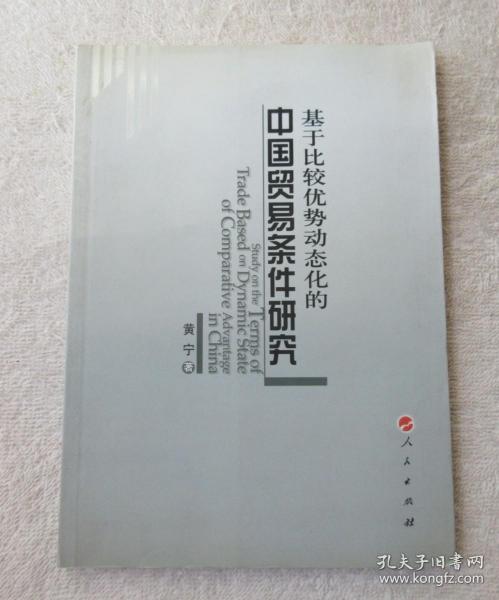 基于比较优势动态化的
中国贸易条件研究
Study on the Terms of
Trade Based on Dynamic State
of Comparative Advantage
in China
黄宁 著
人民出版社
孔夫子旧书网
www.kongfz.com